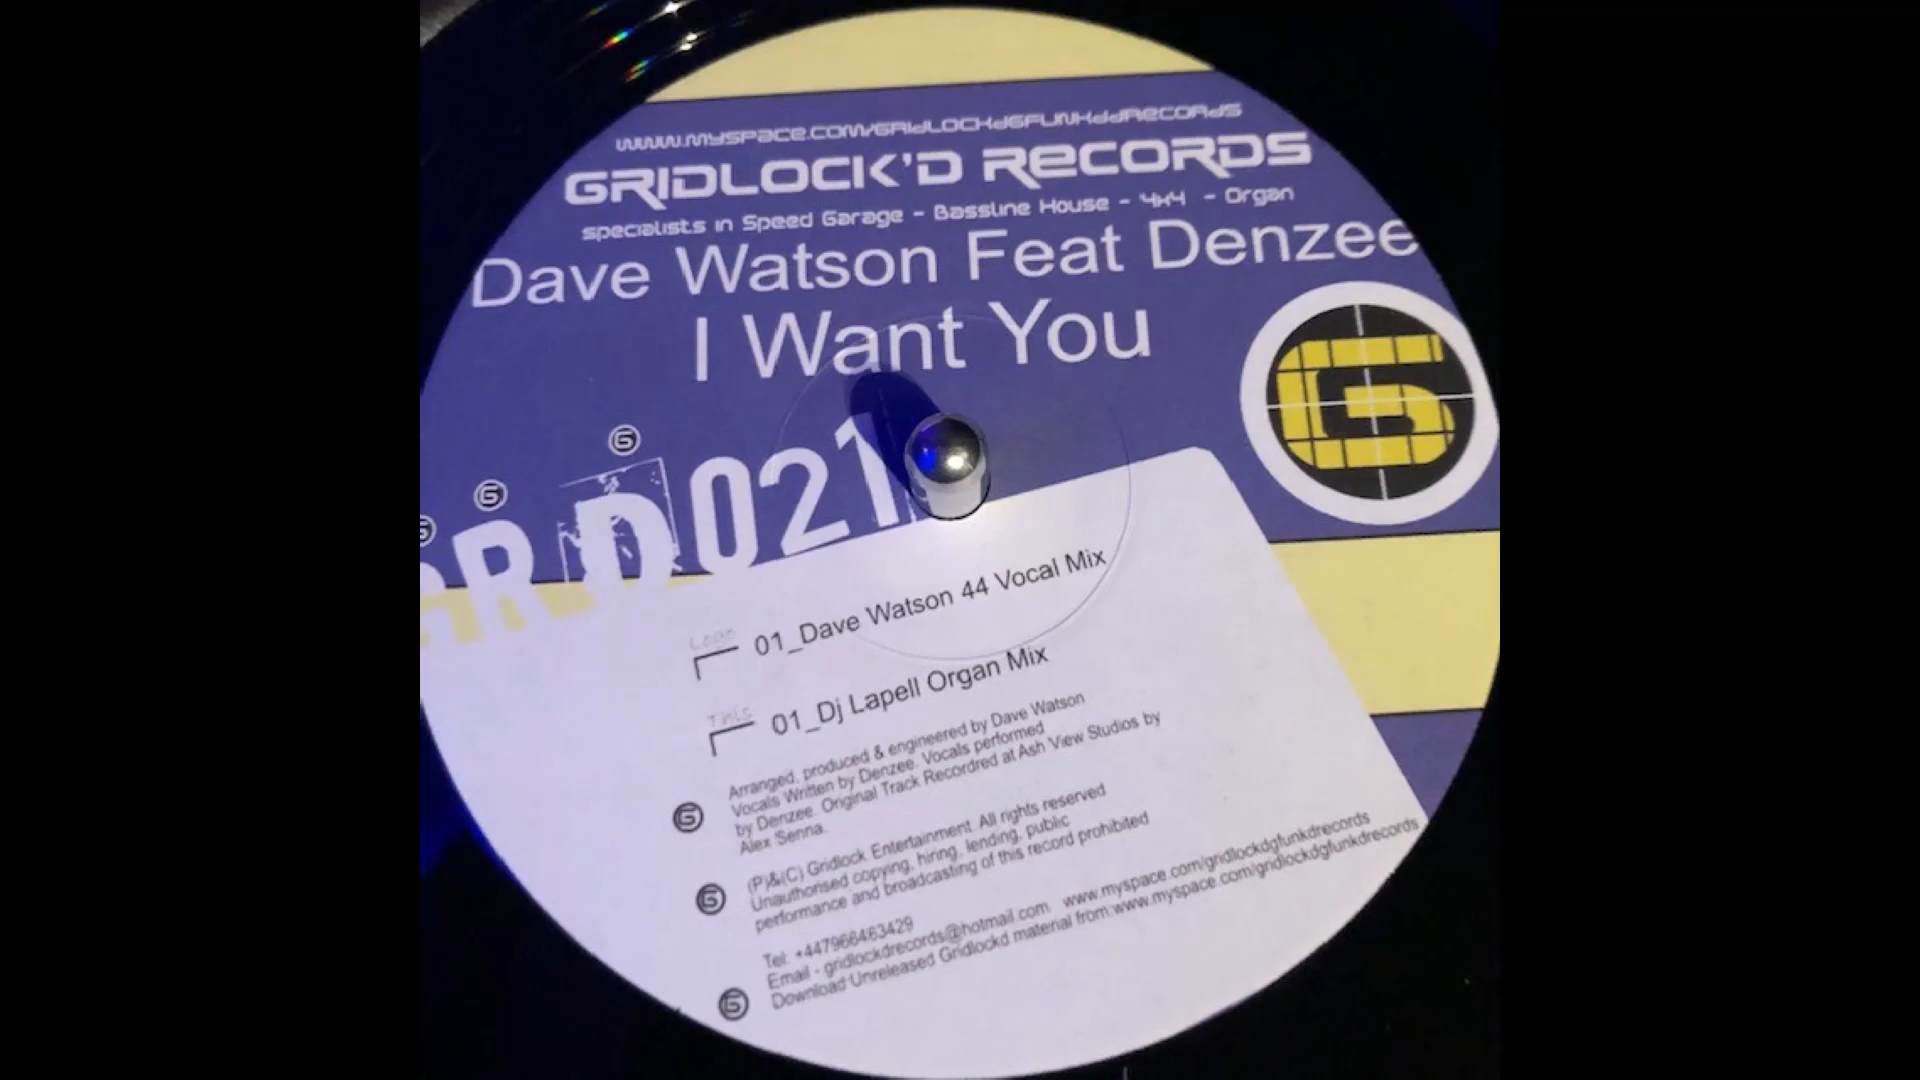 www.myspace.com/gridlockdgfunkddrecords
GRIDLOCK'D RECORDS
specialists in Speed Garage - Bassline House - 4x4 - Organ
Dave Watson Feat Denzee
I Want You
GRD021
Logo
01_Dave Watson 44 Vocal Mix
This
01_Dj Lapell Organ Mix
Arranged, produced & engineered by Dave Watson
Vocals Written by Denzee. Vocals performed
by Denzee. Original Track Recordred at Ash View Studios by
Alex Senna.
(P)&(C) Gridlock Entertainment. All rights reserved
Unauthorised copying, hiring, lending, public
performance and broadcasting of this record prohibited
Tel: +447966463429
Email - gridlockdrecords@hotmail.com www.myspace.com/gridlockdgfunkdrecords
Download Unreleased Gridlockd material from:www.myspace.com/gridlockdgfunkdrecords